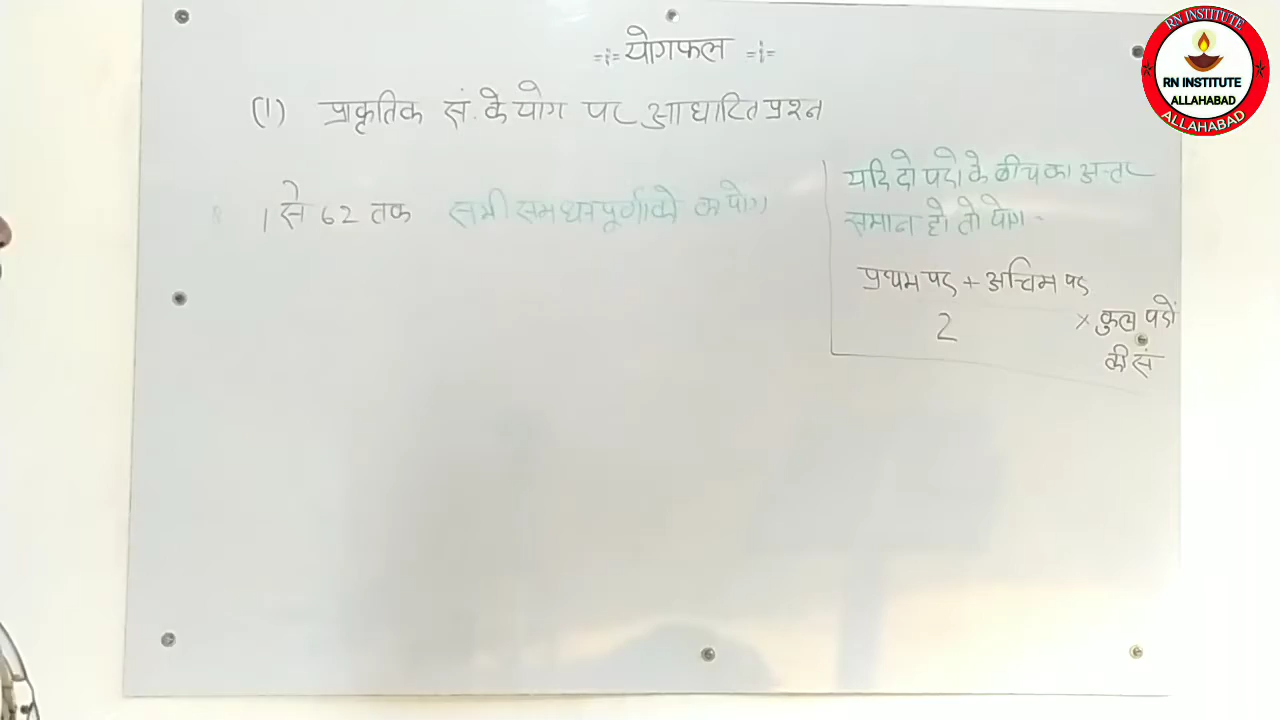 -:- योगफल -:-
(1) प्राकृतिक सं. के योग पर आधारित प्रश्न
1 से 62 तक सभी सम धनपूर्णांको का योग
यदि दो पदो के बीच का अन्तर
समान हो तो योग -
प्रथम पद + अन्तिम पद
2
× कुल पदों
की सं
RN INSTITUTE
RN INSTITUTE
ALLAHABAD
ALLAHABAD